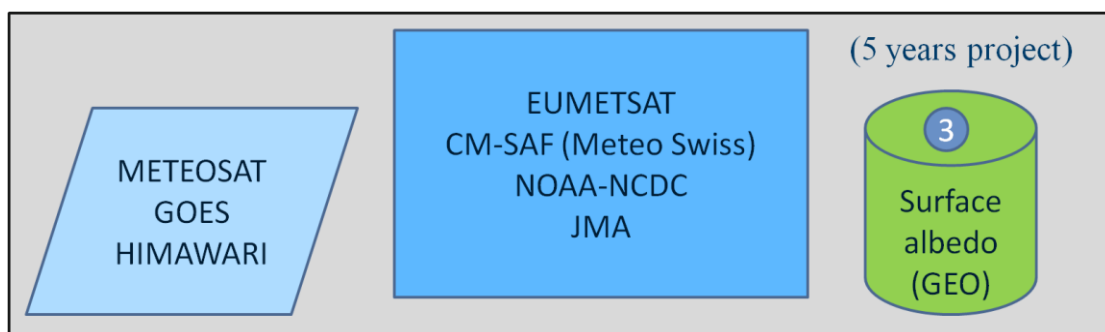 METEOSAT
GOES
HIMAWARI
EUMETSAT
CM-SAF (Meteo Swiss)
NOAA-NCDC
JMA
(5 years project)
3
Surface
albedo
(GEO)